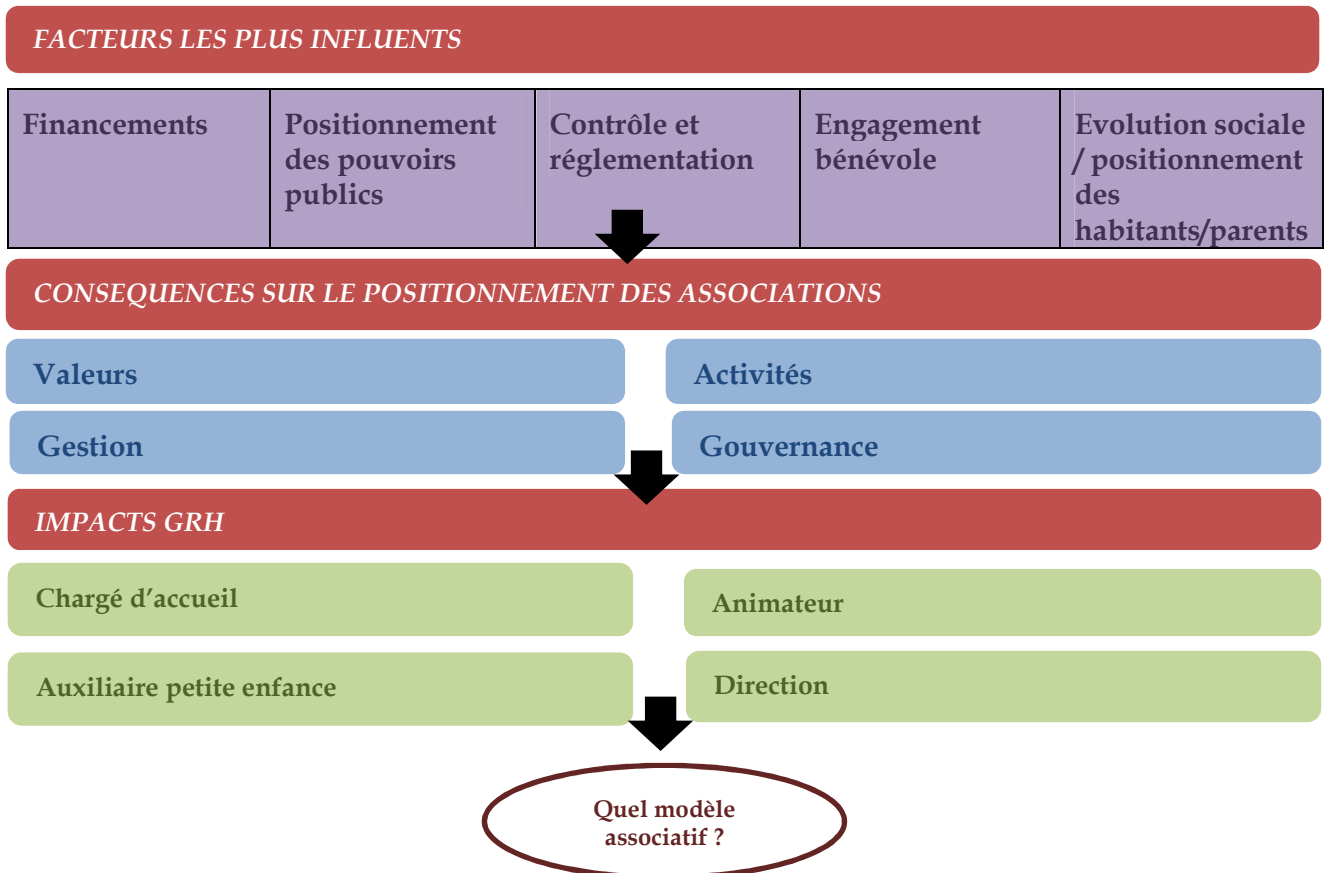 FACTEURS LES PLUS INFLUENTS
Financements
Positionnement
des pouvoirs
publics
Contrôle et
réglementation
Engagement
bénévole
Evolution sociale
/ positionnement
des
habitants/parents
CONSEQUENCES SUR LE POSITIONNEMENT DES ASSOCIATIONS
Valeurs
Activités
Gestion
Gouvernance
IMPACTS GRH
Chargé d’accueil
Animateur
Auxiliaire petite enfance
Direction
Quel modèle
associatif ?